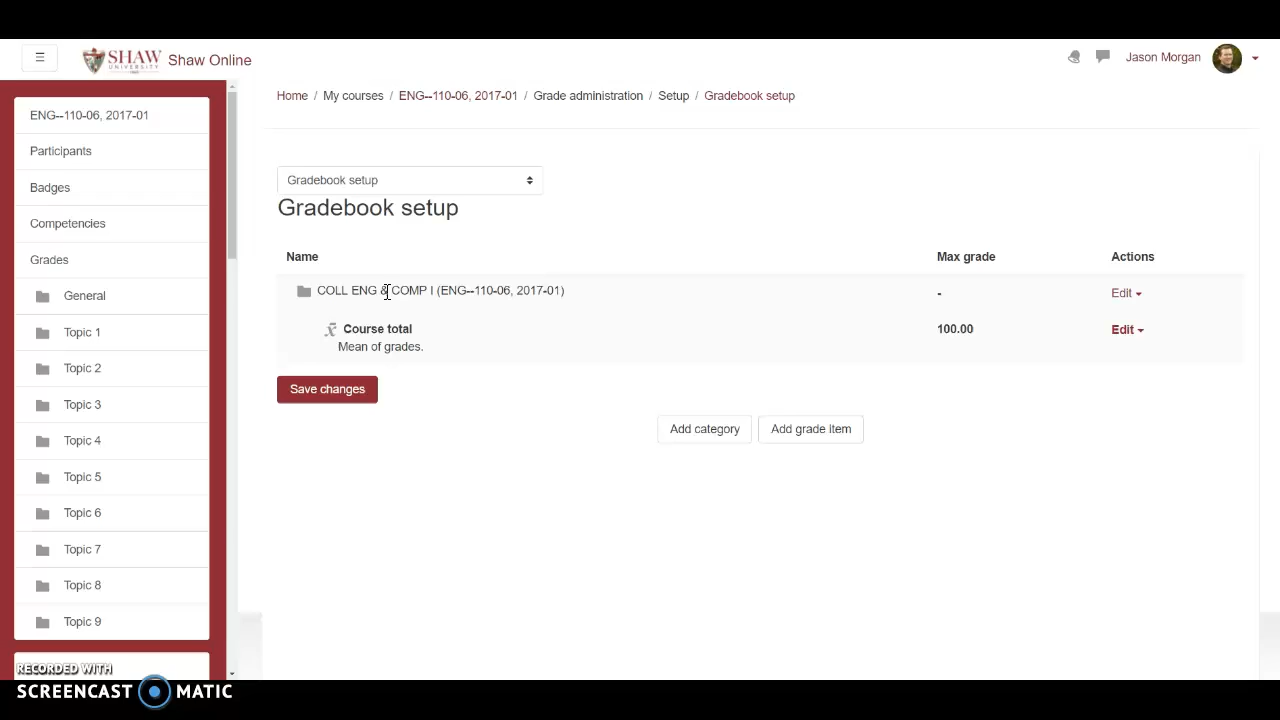 ☰ SHAW UNIVERSITY Shaw Online Jason Morgan
ENG--110-06, 2017-01
Participants
Badges
Competencies
Grades
General
Topic 1
Topic 2
Topic 3
Topic 4
Topic 5
Topic 6
Topic 7
Topic 8
Topic 9
Home / My courses / ENG--110-06, 2017-01 / Grade administration / Setup / Gradebook setup
Gradebook setup
Gradebook setup
Name Max grade Actions
COLL ENG & COMP I (ENG--110-06, 2017-01) - Edit
x̄ Course total 100.00 Edit
Mean of grades.
Save changes
Add category Add grade item
RECORDED WITH
SCREENCAST MATIC